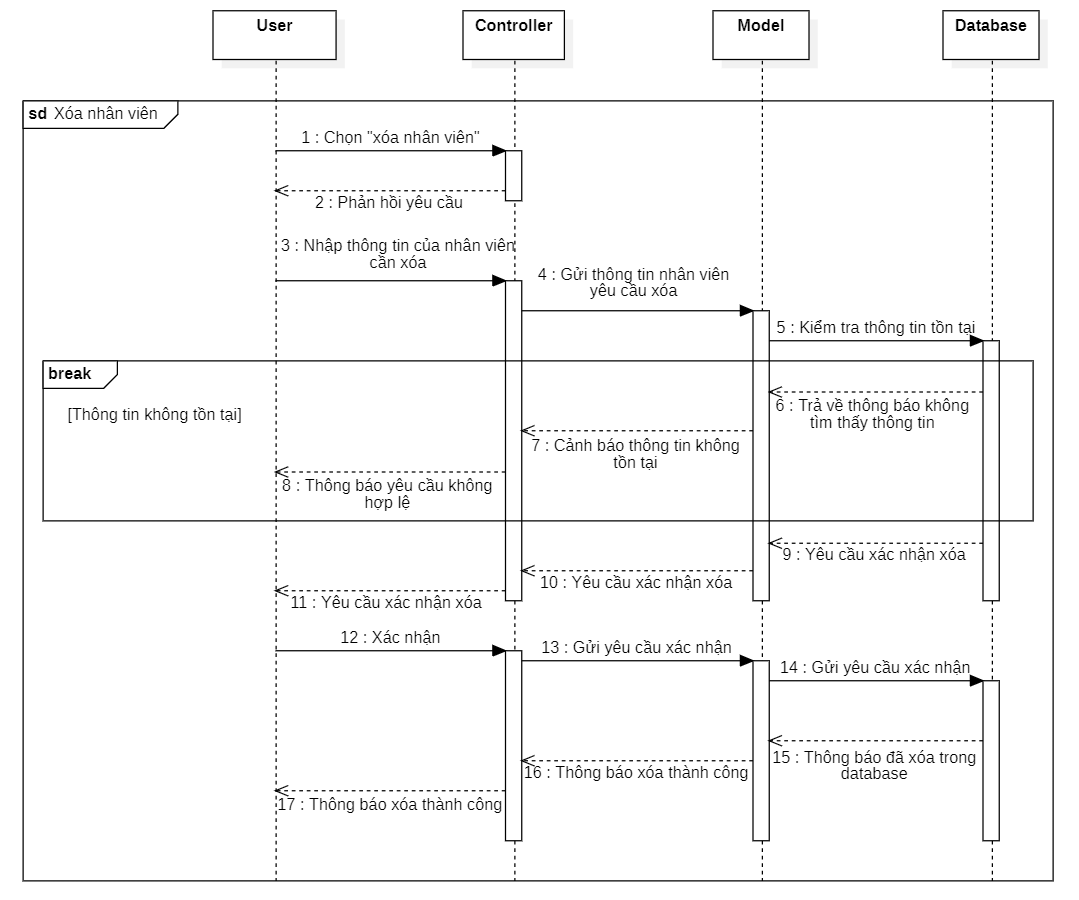 User
Controller
Model
Database
sd Xóa nhân viên
1 : Chọn "xóa nhân viên"
2 : Phản hồi yêu cầu
3 : Nhập thông tin của nhân viên
cần xóa
4 : Gửi thông tin nhân viên
yêu cầu xóa
5 : Kiểm tra thông tin tồn tại
break
[Thông tin không tồn tại]
6 : Trả về thông báo không
tìm thấy thông tin
7 : Cảnh báo thông tin không
tồn tại
8 : Thông báo yêu cầu không
hợp lệ
9 : Yêu cầu xác nhận xóa
10 : Yêu cầu xác nhận xóa
11 : Yêu cầu xác nhận xóa
12 : Xác nhận
13 : Gửi yêu cầu xác nhận
14 : Gửi yêu cầu xác nhận
15 : Thông báo đã xóa trong
database
16 : Thông báo xóa thành công
17 : Thông báo xóa thành công